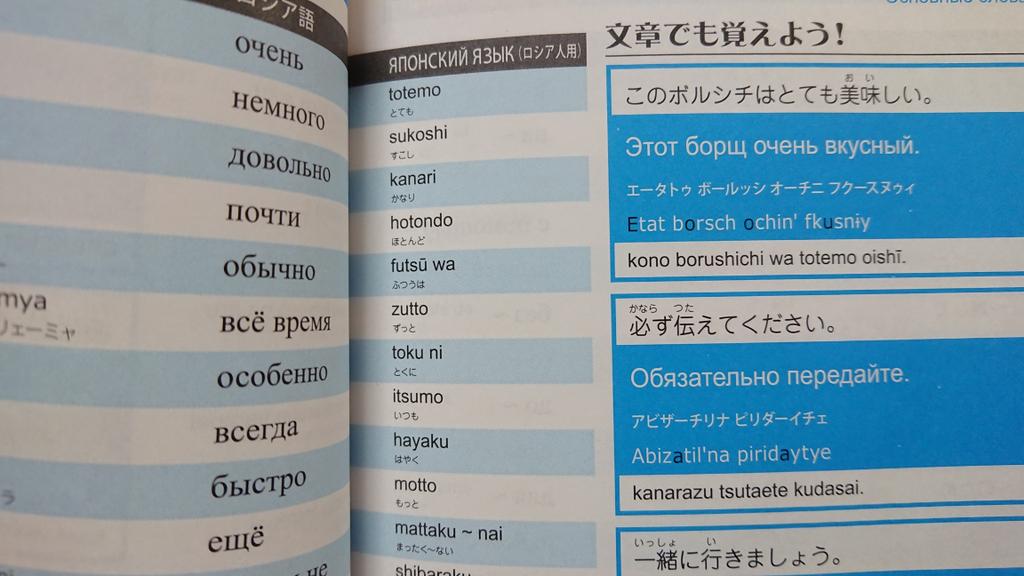 ロシア語
очень
немного
довольно
почти
обычно
mya
リェーミャ
всё время
особенно
всегда
быстро
ещё
не
ЯПОНСКИЙ ЯЗЫК (ロシア人用)
totemo
とても
sukoshi
すこし
kanari
かなり
hotondo
ほとんど
futsū wa
ふつうは
zutto
ずっと
toku ni
とくに
itsumo
いつも
hayaku
はやく
motto
もっと
mattaku ~ nai
まったく~ない
shibaraku
文章でも覚えよう!
おい
このボルシチはとても美味しい。
Этот борщ очень вкусный.
エータトゥ ボールッシ オーチニ フクースヌゥィ
Etat borsch ochin' fkusniy
kono borushichi wa totemo oishī.
かなら つた
必ず伝えてください。
Обязательно передайте.
アビザーチリナ ピリダーイチェ
Abizatil'na piridaytye
kanarazu tsutaete kudasai.
いっしょ い
一緒に行きましょう。